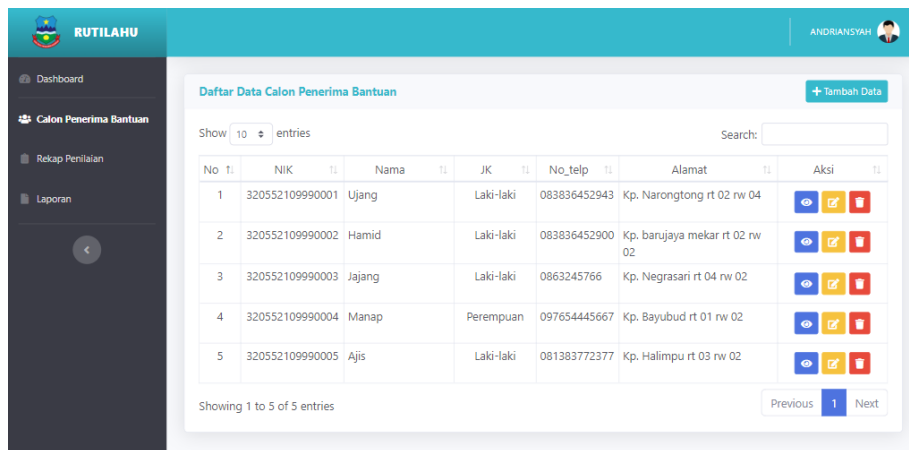 RUTILAHU
ANDRIANSYAH
Dashboard
Calon Penerima Bantuan
Rekap Penilaian
Laporan
Daftar Data Calon Penerima Bantuan
+ Tambah Data
Show 10 entries
Search:
No NIK Nama JK No_telp Alamat Aksi
1 320552109990001 Ujang Laki-laki 083836452943 Kp. Narongtong rt 02 rw 04
2 320552109990002 Hamid Laki-laki 083836452900 Kp. barujaya mekar rt 02 rw
02
3 320552109990003 Jajang Laki-laki 0863245766 Kp. Negrasari rt 04 rw 02
4 320552109990004 Manap Perempuan 097654445667 Kp. Bayubud rt 01 rw 02
5 320552109990005 Ajis Laki-laki 081383772377 Kp. Halimpu rt 03 rw 02
Showing 1 to 5 of 5 entries
Previous 1 Next